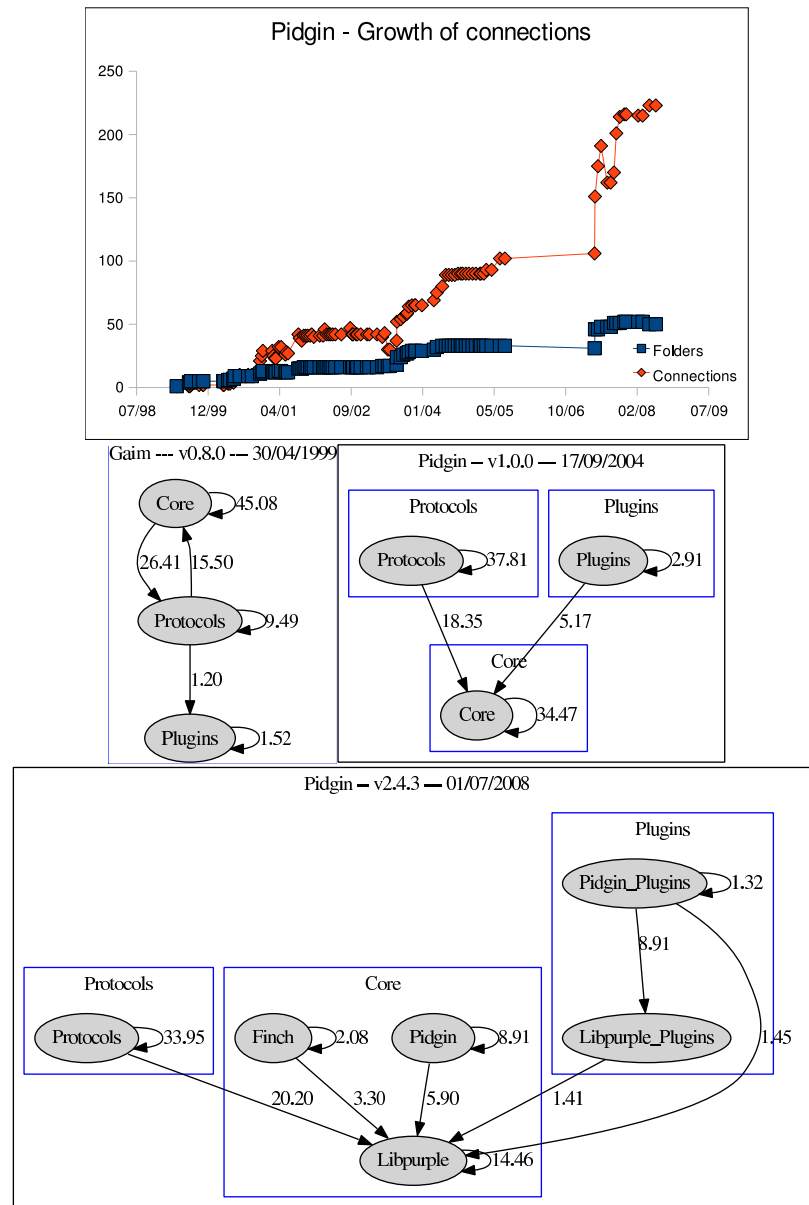 Pidgin - Growth of connections
250
200
150
100
50
0
07/98 12/99 04/01 09/02 01/04 05/05 10/06 02/08 07/09
Folders
Connections
Gaim --- v0.8.0 --- 30/04/1999
Core
45.08
26.41
15.50
Protocols
9.49
1.20
Plugins
1.52
Pidgin – v1.0.0 — 17/09/2004
Protocols
Plugins
Protocols
37.81
Plugins
2.91
18.35
5.17
Core
Core
34.47
Pidgin – v2.4.3 — 01/07/2008
Plugins
Pidgin_Plugins
1.32
8.91
Protocols
Core
Protocols
33.95
Finch
2.08
Pidgin
8.91
Libpurple_Plugins
1.45
20.20
3.30
5.90
1.41
Libpurple
14.46